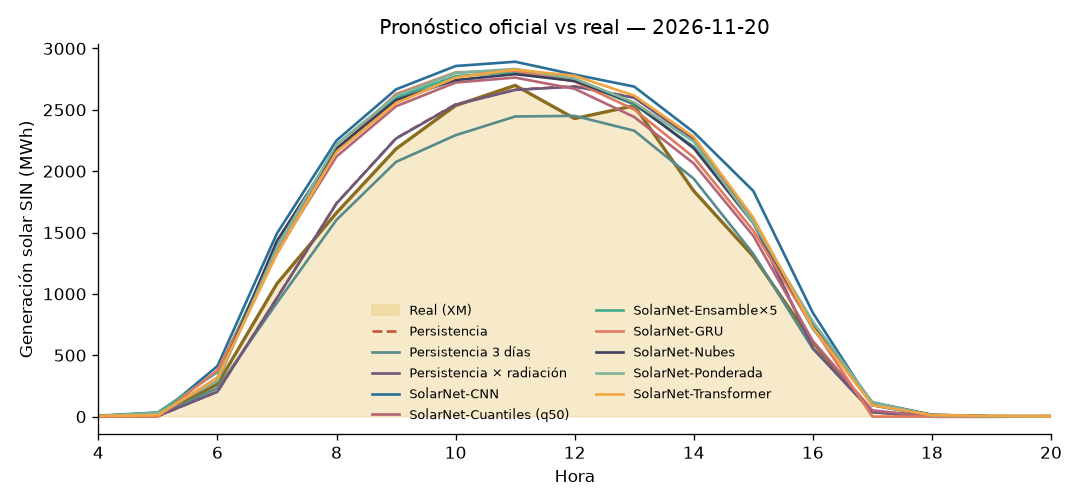 Pronóstico oficial vs real — 2026-11-20
Generación solar SIN (MWh)
3000
2500
2000
1500
1000
500
0
Real (XM)
Persistencia
Persistencia 3 días
Persistencia × radiación
SolarNet-CNN
SolarNet-Cuantiles (q50)
SolarNet-Ensamble×5
SolarNet-GRU
SolarNet-Nubes
SolarNet-Ponderada
SolarNet-Transformer
4 6 8 10 12 14 16 18 20
Hora